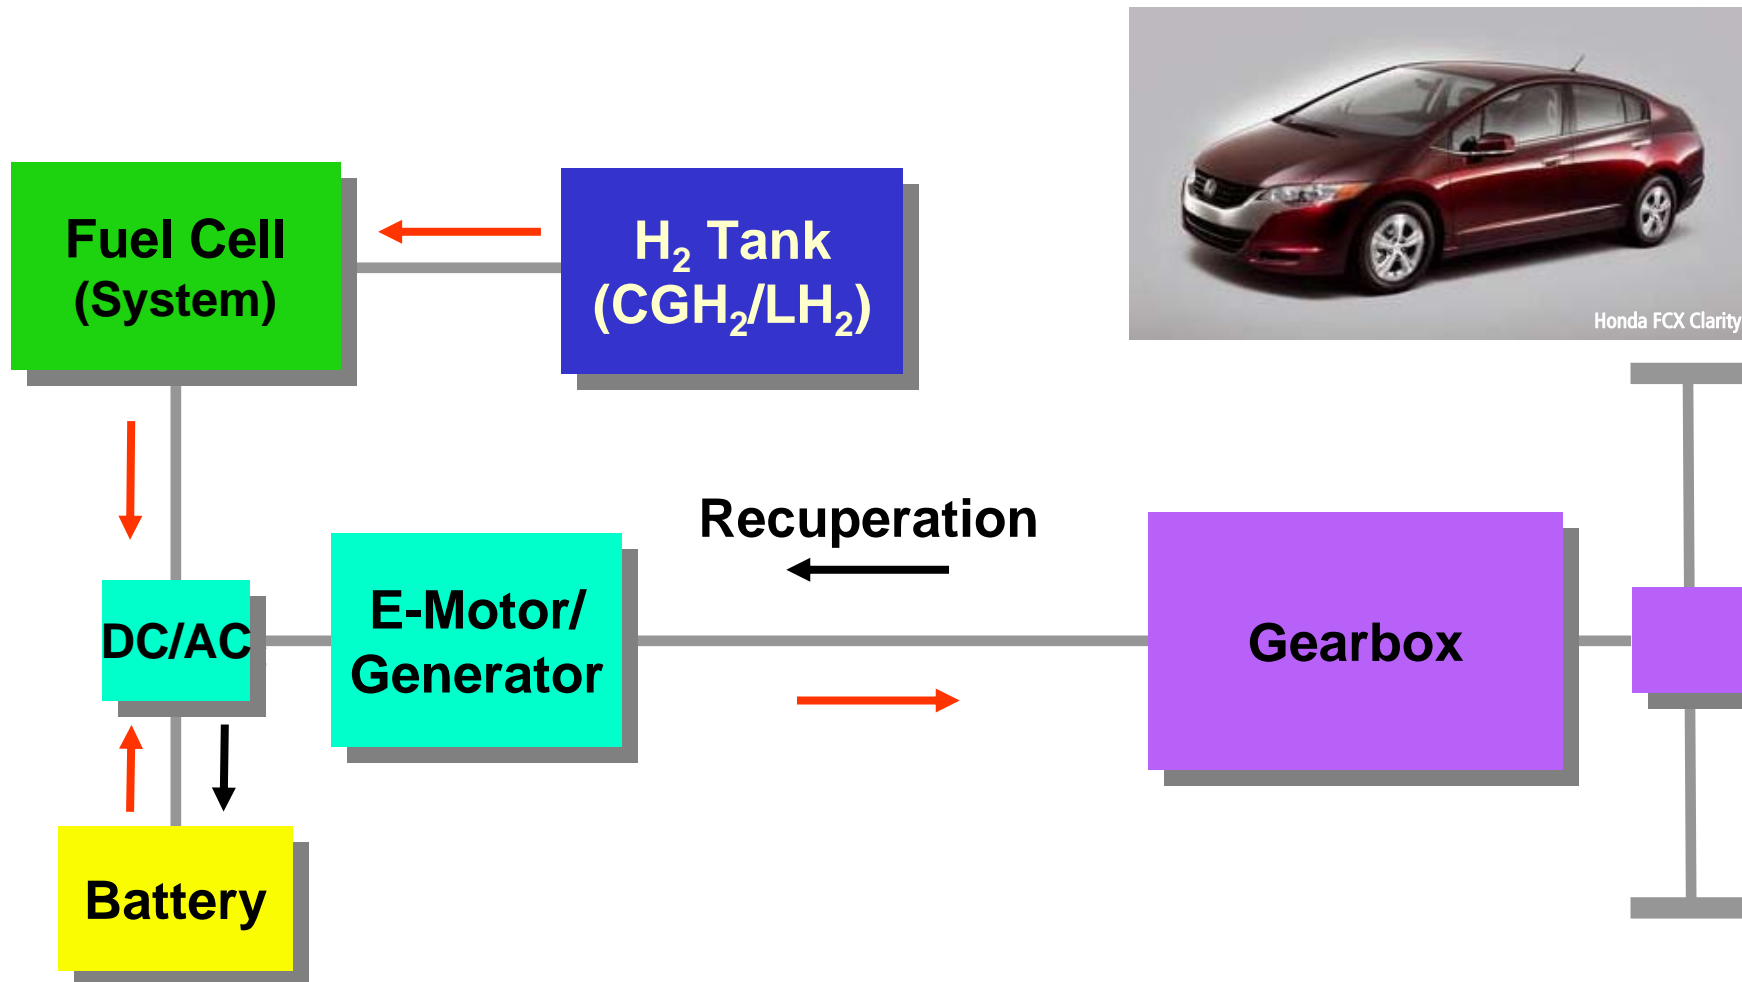 Fuel Cell
(System)
H₂ Tank
(CGH₂/LH₂)
Honda FCX Clarity
Recuperation
DC/AC
E-Motor/
Generator
Gearbox
Battery